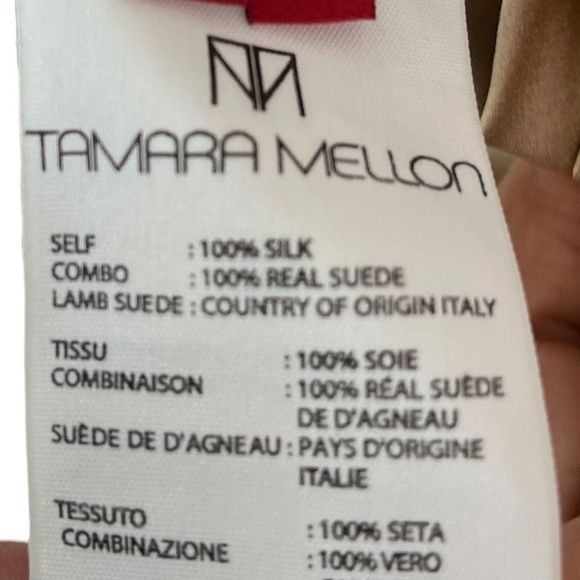 TAMARA MELLON
SELF : 100% SILK
COMBO : 100% REAL SUEDE
LAMB SUEDE : COUNTRY OF ORIGIN ITALY
TISSU : 100% SOIE
COMBINAISON : 100% RÉAL SUÈDE
DE D'AGNEAU
SUÈDE DE D'AGNEAU : PAYS D'ORIGINE
ITALIE
TESSUTO : 100% SETA
COMBINAZIONE : 100% VERO